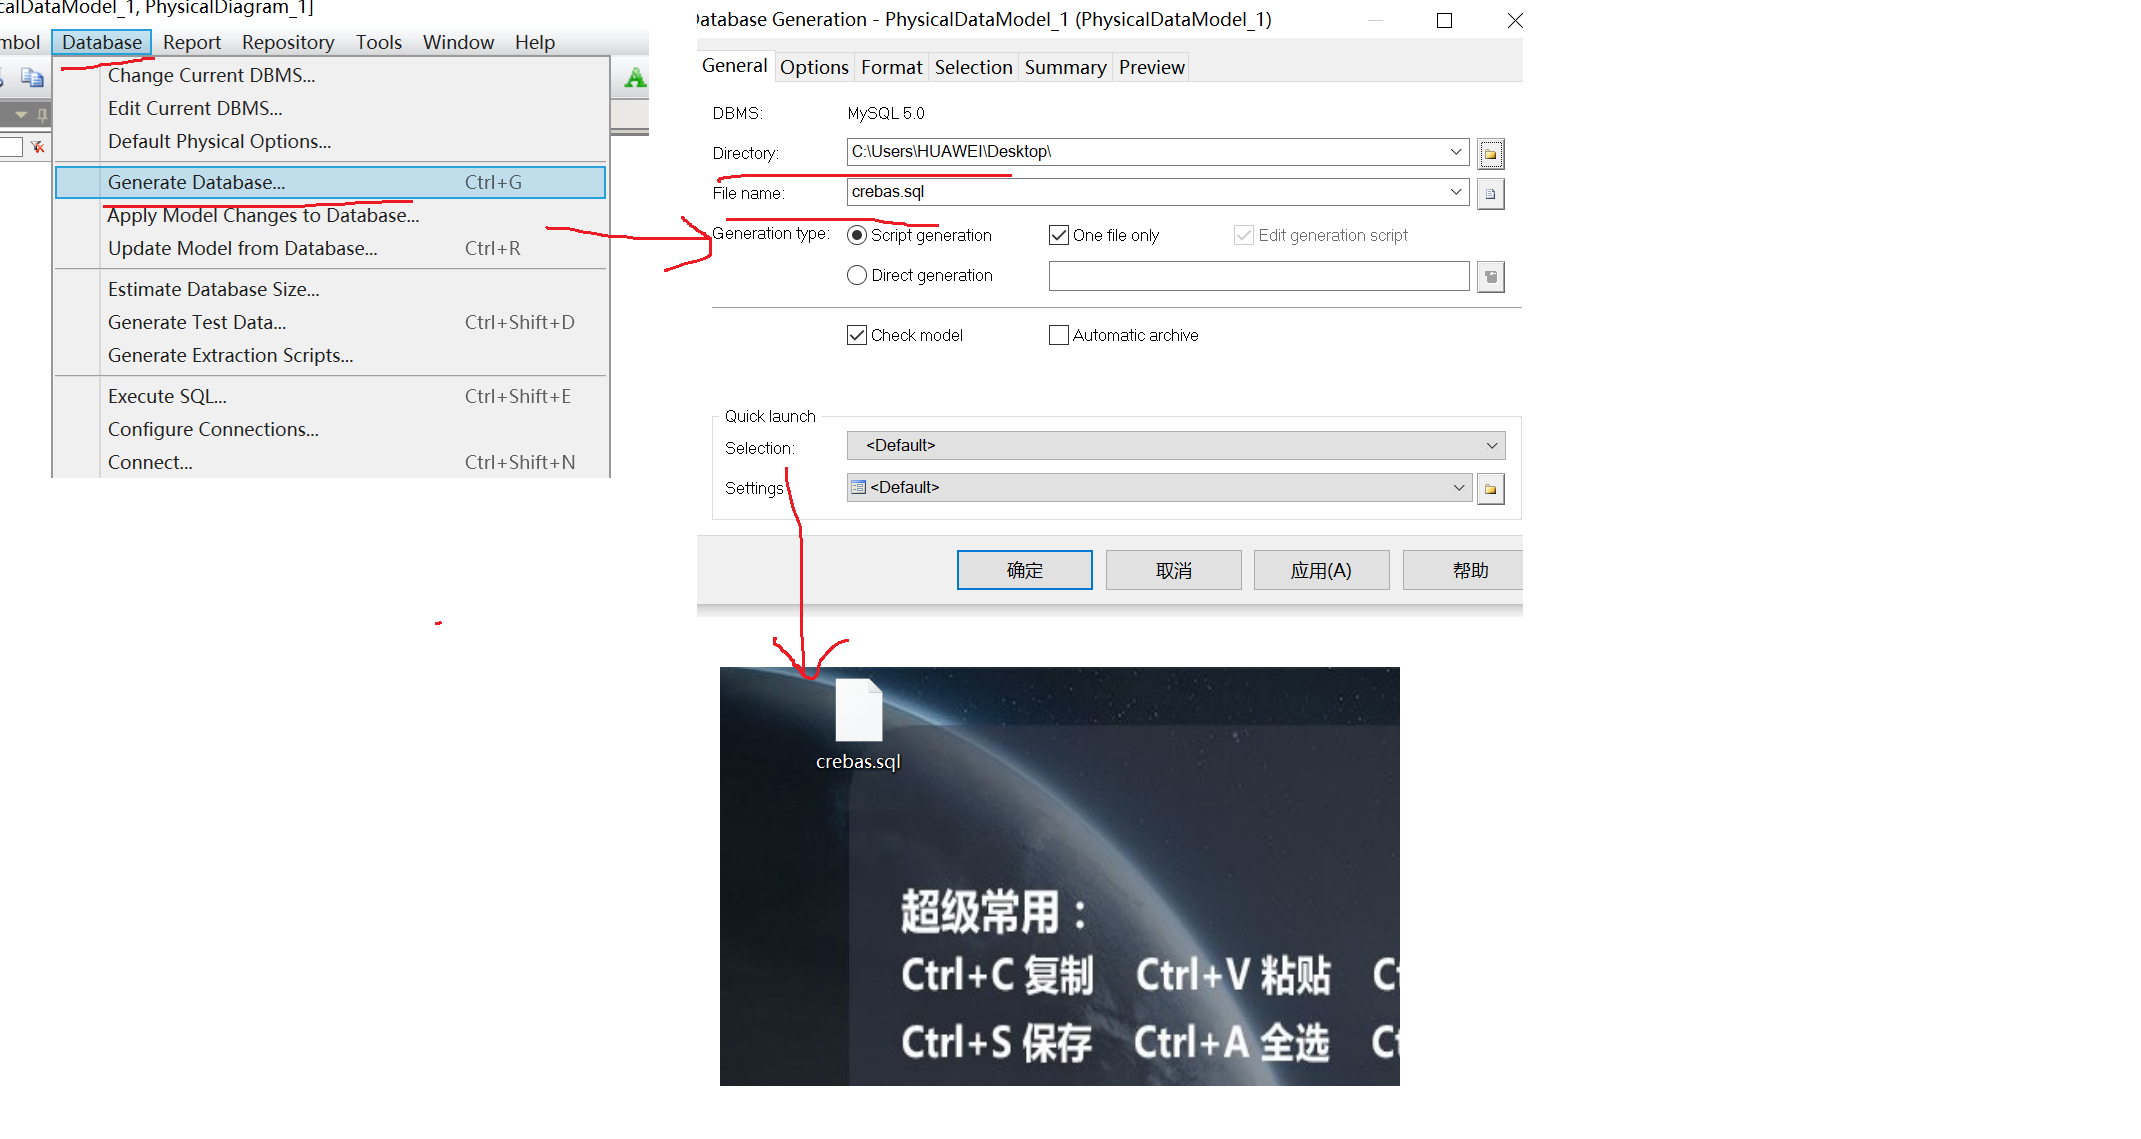 calDataModel_1, PhysicalDiagram_1]
mbol Database Report Repository Tools Window Help
Change Current DBMS...
Edit Current DBMS...
Default Physical Options...
Generate Database... Ctrl+G
Apply Model Changes to Database...
Update Model from Database... Ctrl+R
Estimate Database Size...
Generate Test Data... Ctrl+Shift+D
Generate Extraction Scripts...
Execute SQL... Ctrl+Shift+E
Configure Connections...
Connect... Ctrl+Shift+N
Database Generation - PhysicalDataModel_1 (PhysicalDataModel_1)
General Options Format Selection Summary Preview
DBMS: MySQL 5.0
Directory: C:\Users\HUAWEI\Desktop\
File name: crebas.sql
Generation type: Script generation One file only Edit generation script
Direct generation
Check model Automatic archive
Quick launch
Selection: <Default>
Settings <Default>
确定 取消 应用(A) 帮助
crebas.sql
超级常用：
Ctrl+C 复制 Ctrl+V 粘贴 Ct
Ctrl+S 保存 Ctrl+A 全选 Ct